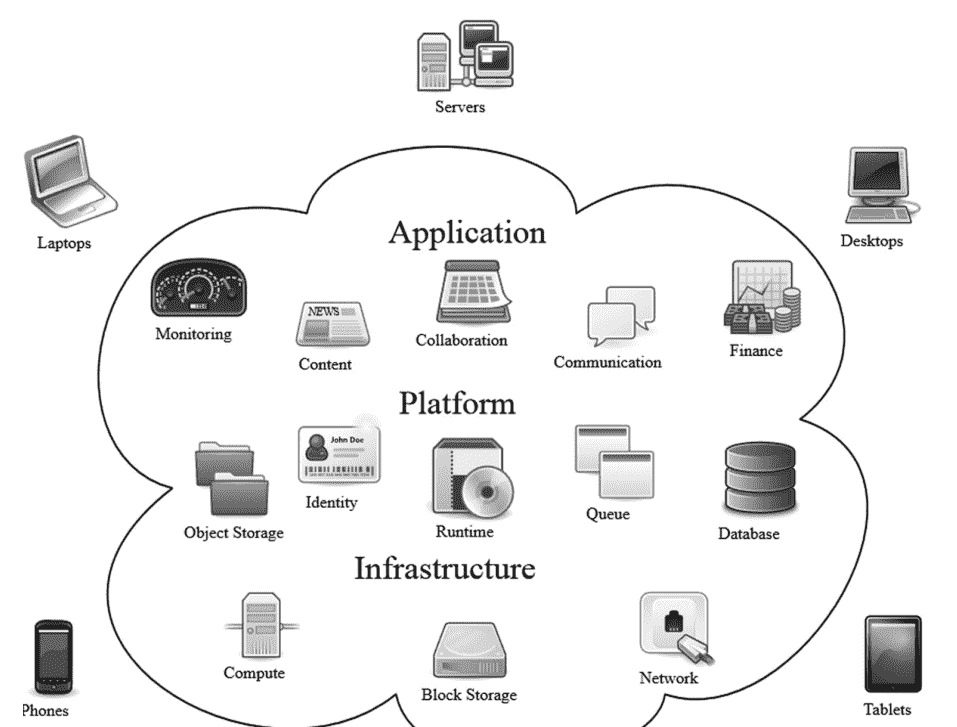 Servers
Laptops
Desktops
Application
Monitoring
NEWS
Content
Collaboration
Communication
Finance
Platform
John Doe
Object Storage
Identity
Runtime
Queue
Database
Infrastructure
Compute
Block Storage
Network
Phones
Tablets